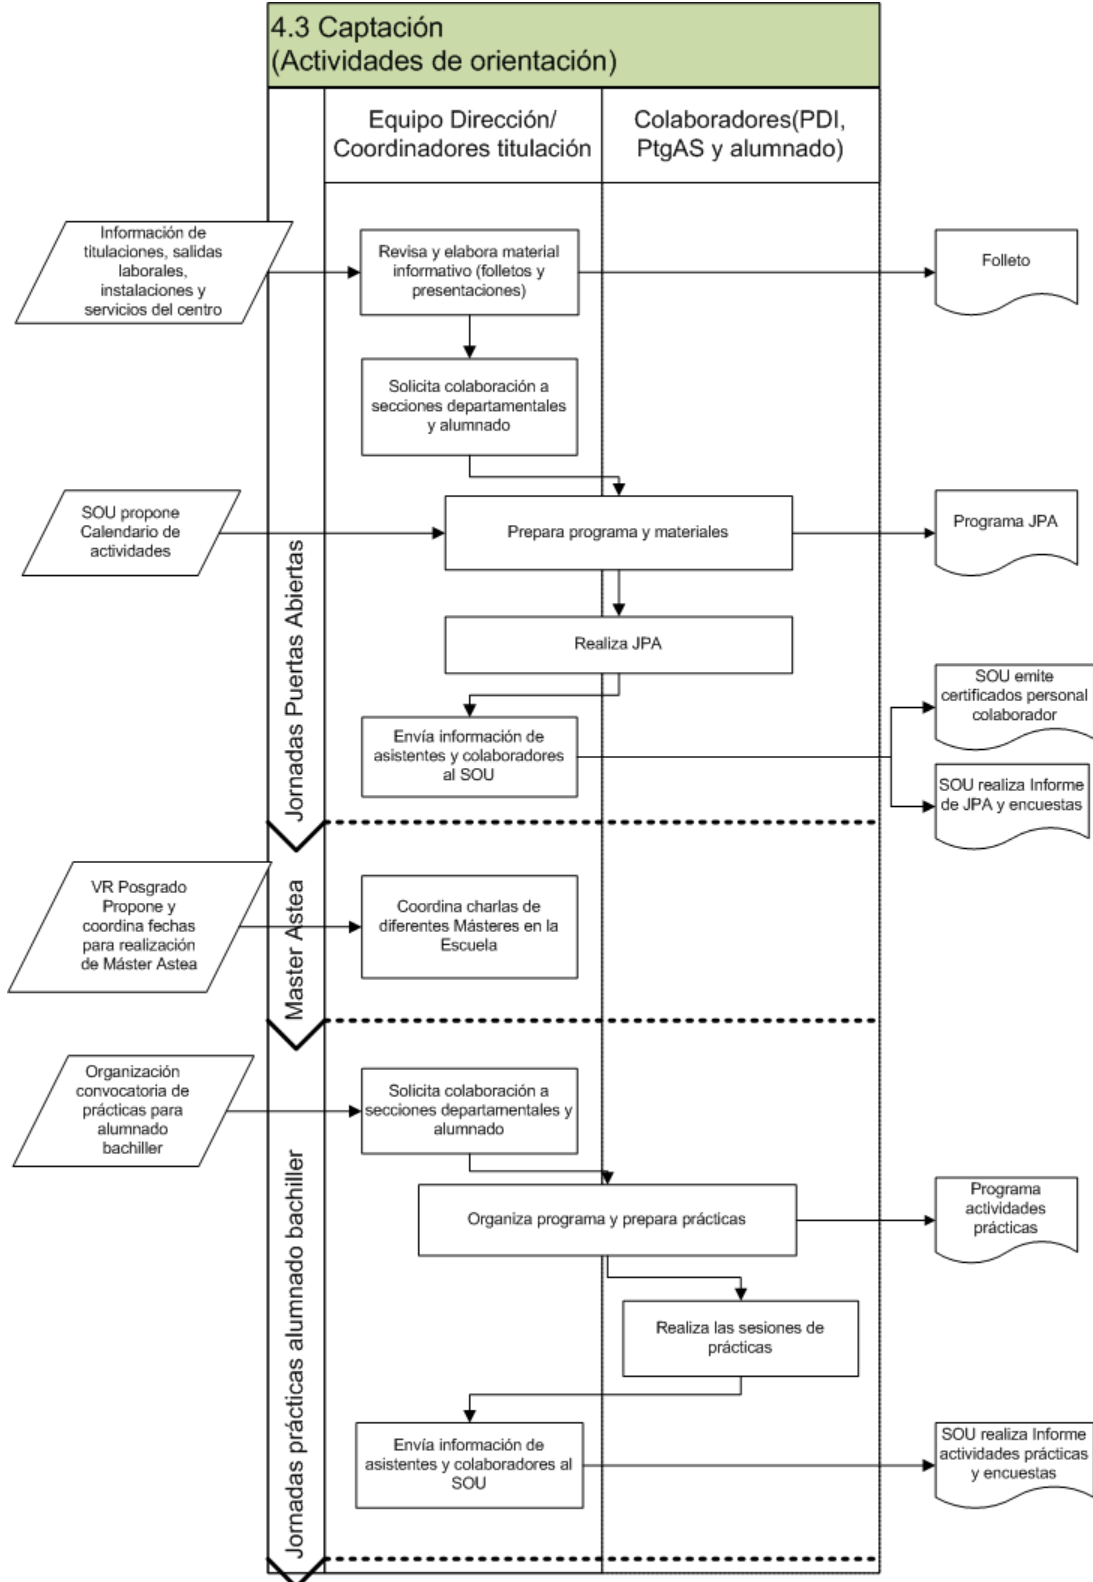 4.3 Captación
(Actividades de orientación)
Equipo Dirección/
Coordinadores titulación
Colaboradores(PDI,
PtgAS y alumnado)
Jornadas Puertas Abiertas
Información de
titulaciones, salidas
laborales,
instalaciones y
servicios del centro
Revisa y elabora material
informativo (folletos y
presentaciones)
Folleto
Solicita colaboración a
secciones departamentales
y alumnado
SOU propone
Calendario de
actividades
Prepara programa y materiales
Programa JPA
Realiza JPA
Envía información de
asistentes y colaboradores
al SOU
SOU emite
certificados personal
colaborador
SOU realiza Informe
de JPA y encuestas
Master Astea
VR Posgrado
Propone y
coordina fechas
para realización
de Máster Astea
Coordina charlas de
diferentes Másteres en la
Escuela
Jornadas prácticas alumnado bachiller
Organización
convocatoria de
prácticas para
alumnado
bachiller
Solicita colaboración a
secciones departamentales y
alumnado
Organiza programa y prepara prácticas
Programa
actividades
prácticas
Realiza las sesiones de
prácticas
Envía información de
asistentes y colaboradores al
SOU
SOU realiza Informe
actividades prácticas
y encuestas